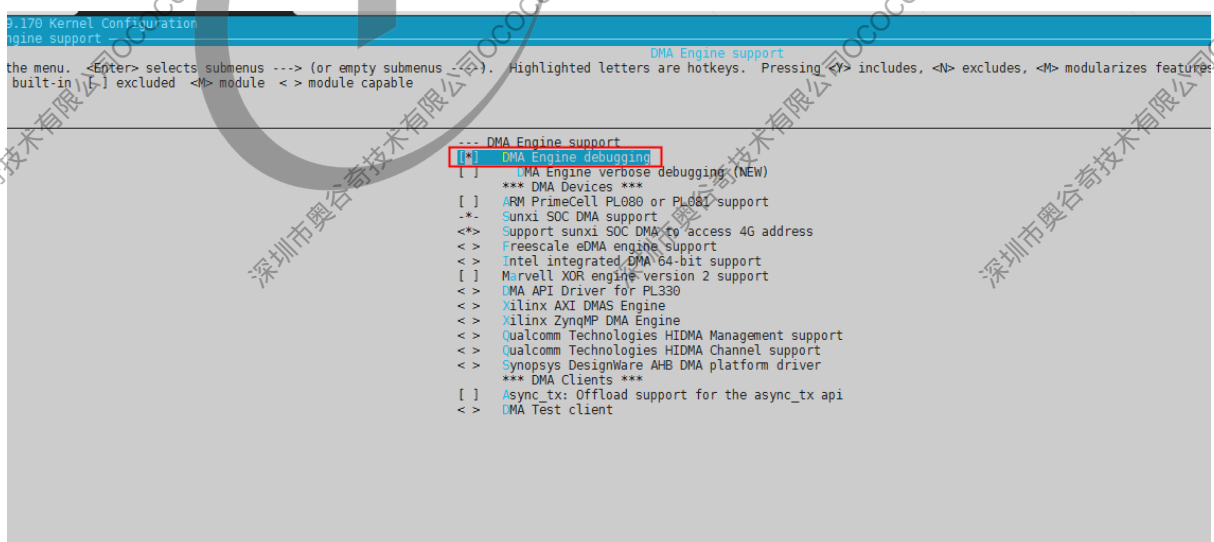 9.170 Kernel Configuration
ngine support
DMA Engine support
the menu. <Enter> selects submenus ---> (or empty submenus ----). Highlighted letters are hotkeys. Pressing <Y> includes, <N> excludes, <M> modularizes features
built-in [ ] excluded <M> module < > module capable
--- DMA Engine support
[*] DMA Engine debugging
[ ] DMA Engine verbose debugging (NEW)
*** DMA Devices ***
[ ] ARM PrimeCell PL080 or PL081 support
-*- Sunxi SOC DMA support
<*> Support sunxi SOC DMA to access 4G address
< > Freescale eDMA engine support
< > Intel integrated DMA 64-bit support
[ ] Marvell XOR engine version 2 support
< > DMA API Driver for PL330
< > Xilinx AXI DMAS Engine
< > Xilinx ZynqMP DMA Engine
< > Qualcomm Technologies HIDMA Management support
< > Qualcomm Technologies HIDMA Channel support
< > Synopsys DesignWare AHB DMA platform driver
*** DMA Clients ***
[ ] Async_tx: Offload support for the async_tx api
< > DMA Test client
深圳市奥谷奇技术有限公司
深圳市奥谷奇技术有限公司
深圳市奥谷奇技术有限公司